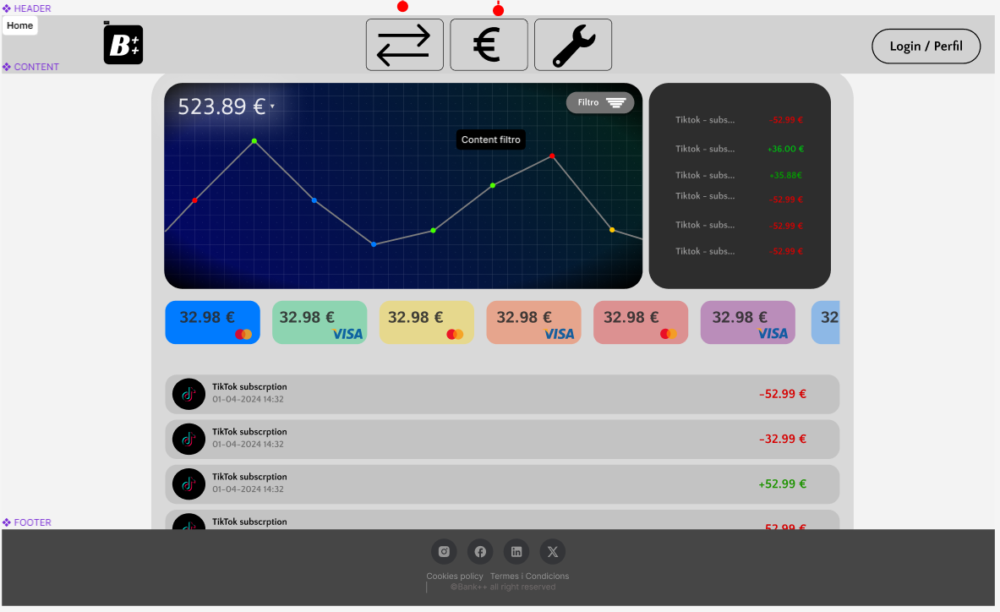 HEADER
Home
B++
€
Login / Perfil
CONTENT
523.89 €
Filtro
Content filtro
Tiktok - subs... -52.99 €
Tiktok - subs... +36.00 €
Tiktok - subs... +35.88€
Tiktok - subs... -52.99 €
Tiktok - subs... -52.99 €
Tiktok - subs... -52.99 €
32.98 €
32.98 €
VISA
32.98 €
32.98 €
VISA
32.98 €
32.98 €
VISA
32
TikTok subscrption
01-04-2024 14:32
-52.99 €
TikTok subscrption
01-04-2024 14:32
-32.99 €
TikTok subscrption
01-04-2024 14:32
+52.99 €
TikTok subscrption
-52.99 €
FOOTER
Cookies policy Termes i Condicions
©Bank++ all right reserved